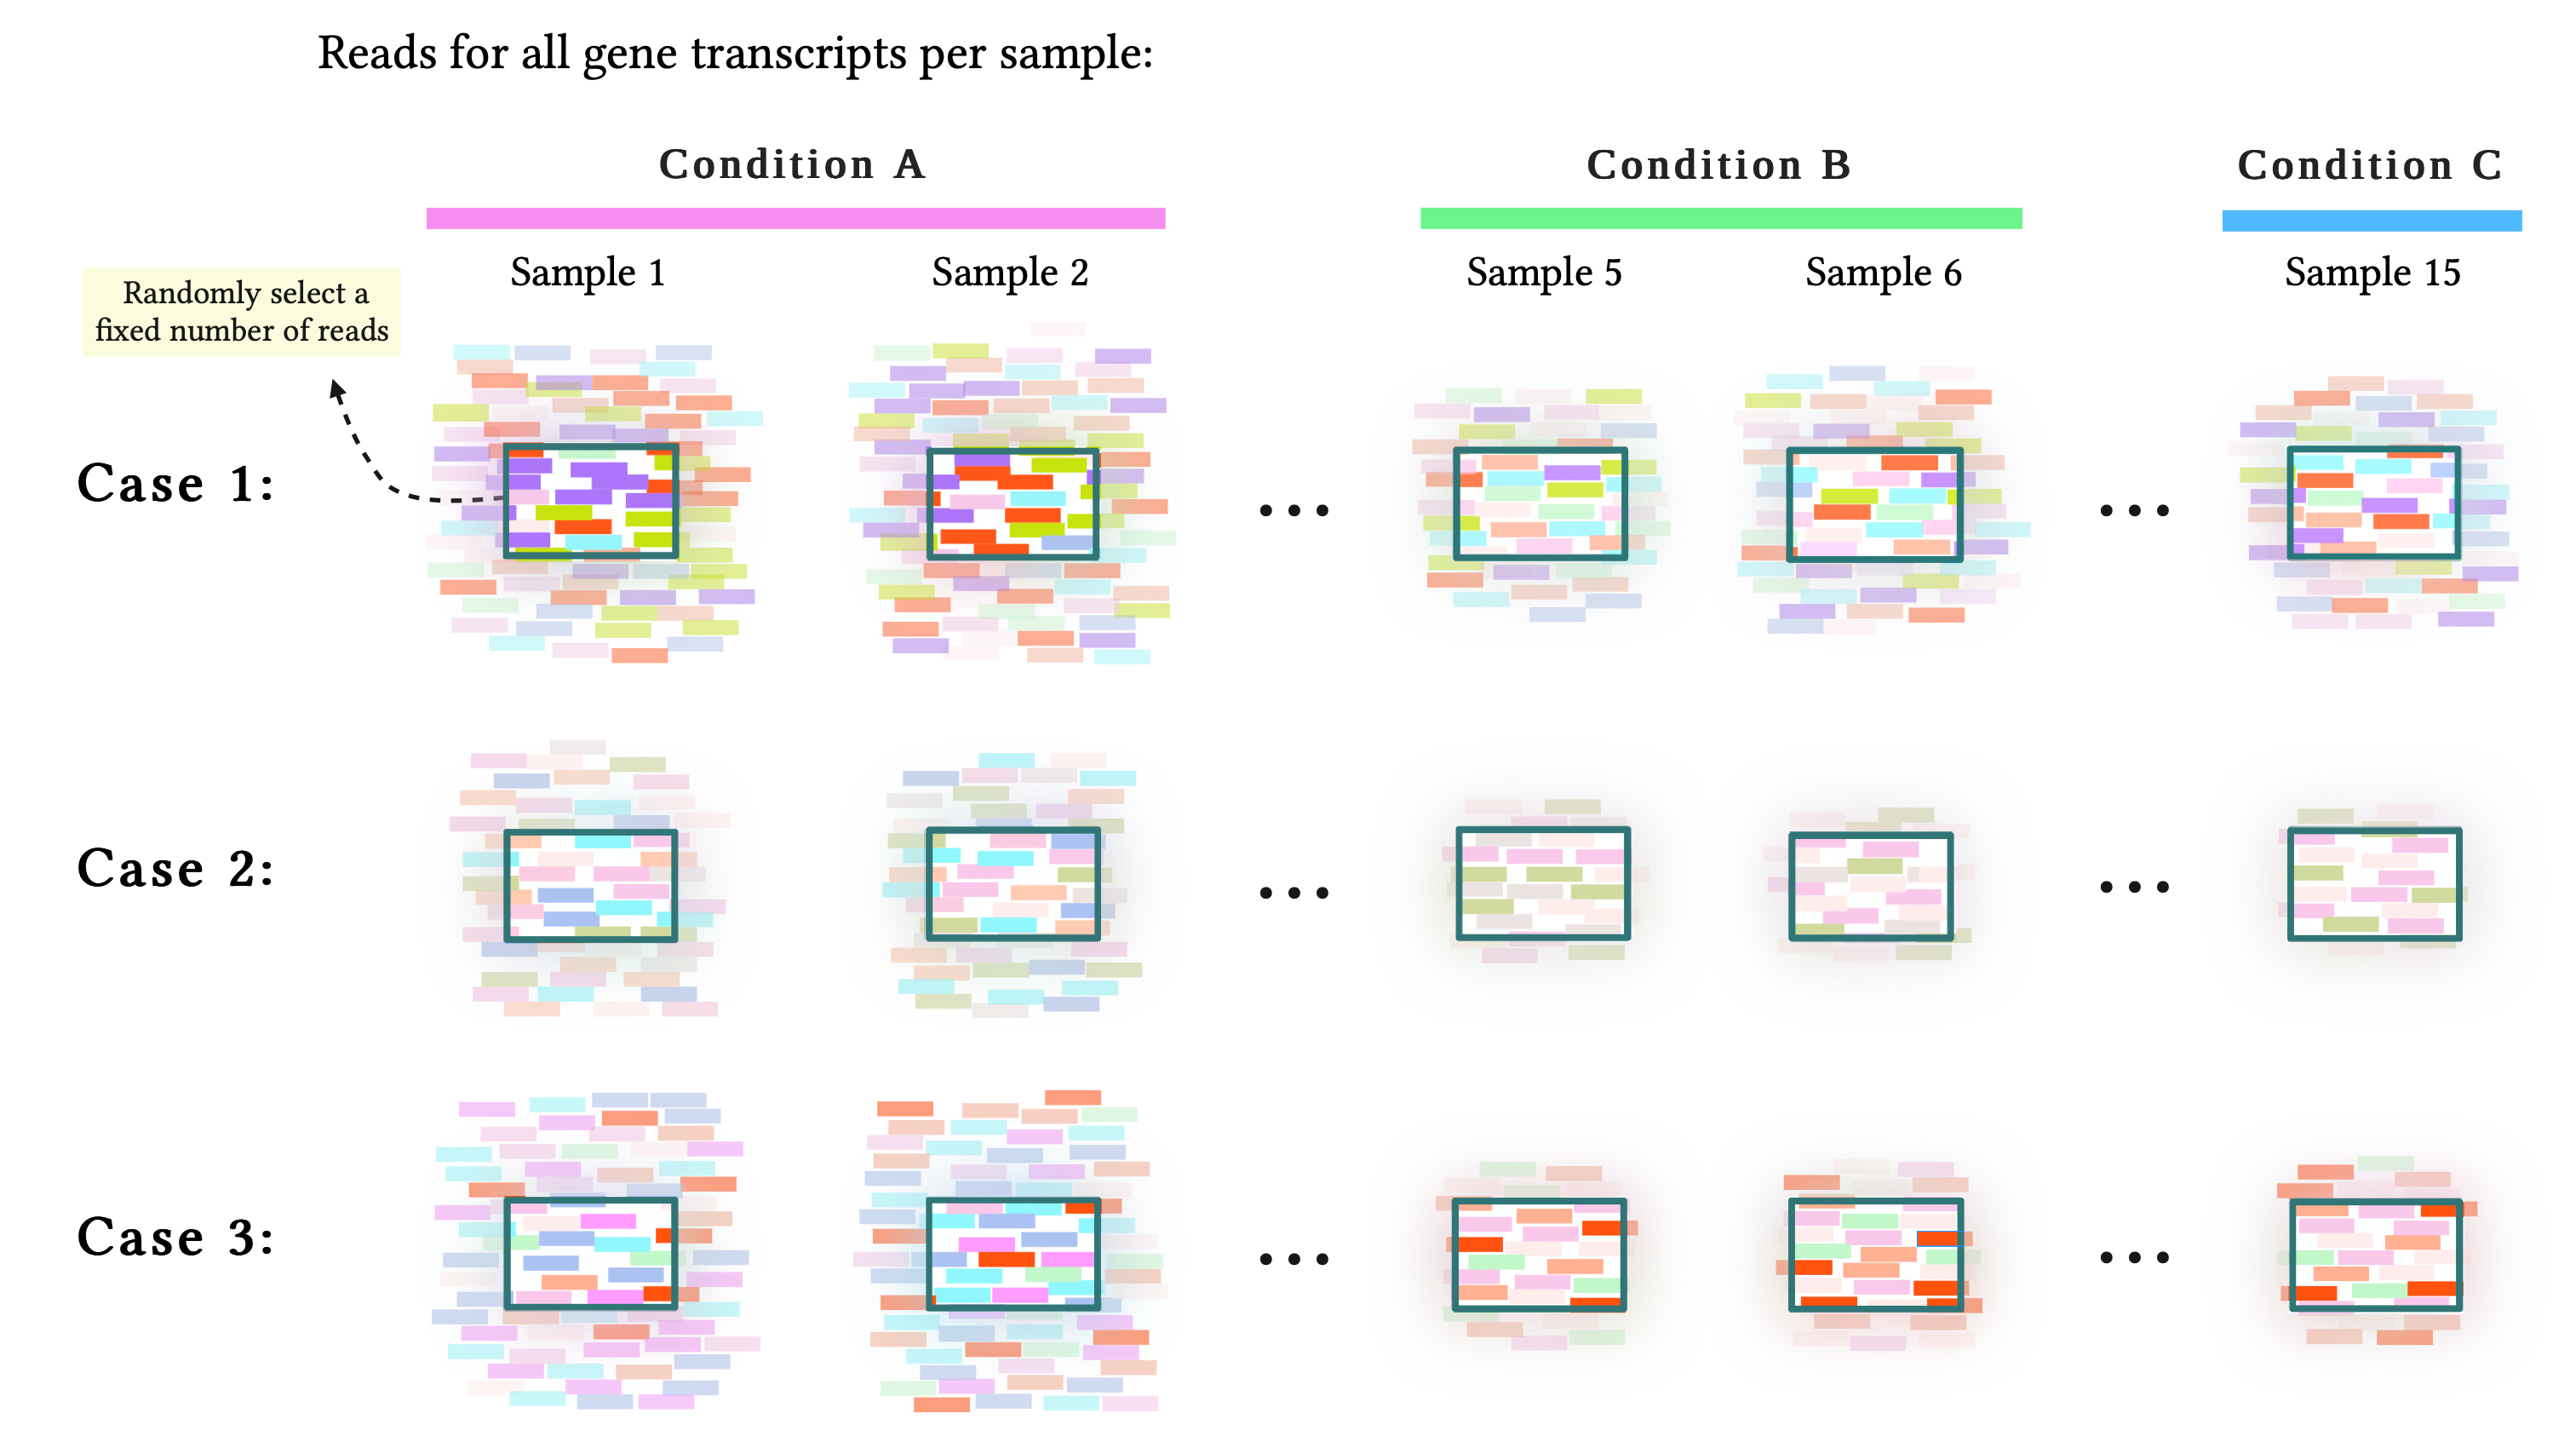 Reads for all gene transcripts per sample:
Condition A
Condition B
Condition C
Sample 1
Sample 2
Sample 5
Sample 6
Sample 15
Randomly select a
fixed number of reads
Case 1:
...
...
Case 2:
...
...
Case 3:
...
...